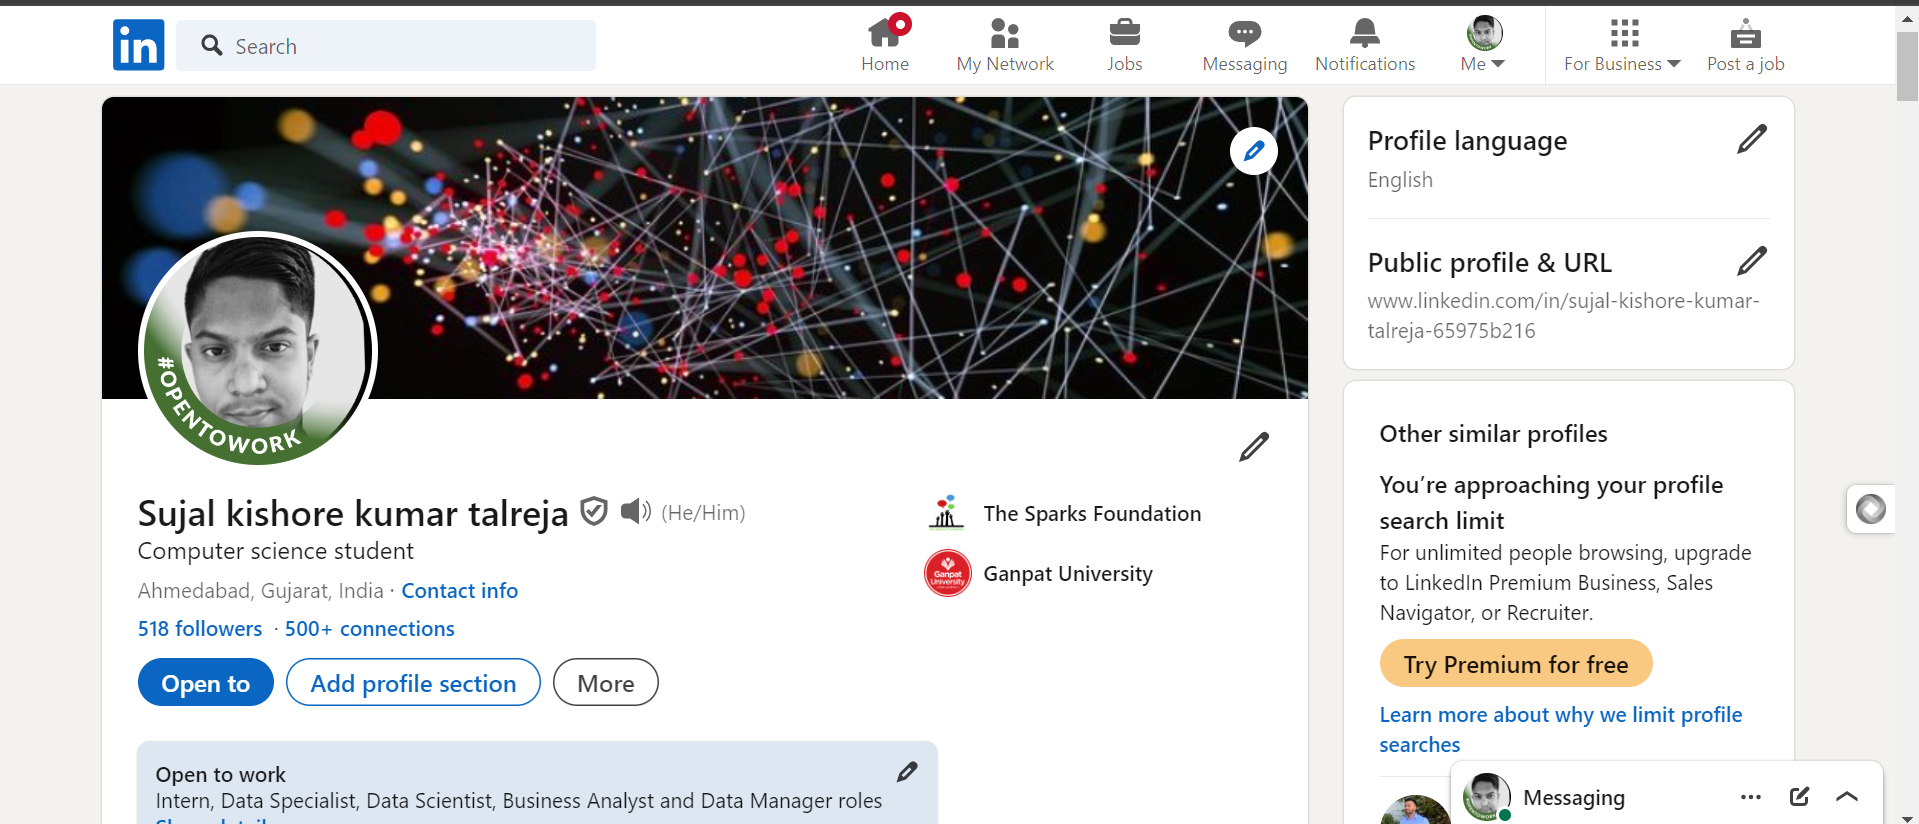 in
Search
Home
My Network
Jobs
Messaging
Notifications
Me
For Business
Post a job
#OPENTOWORK
Sujal kishore kumar talreja (He/Him)
Computer science student
Ahmedabad, Gujarat, India · Contact info
518 followers · 500+ connections
Open to
Add profile section
More
The Sparks Foundation
Ganpat University
Ganpat
University
Open to work
Intern, Data Specialist, Data Scientist, Business Analyst and Data Manager roles
Profile language
English
Public profile & URL
www.linkedin.com/in/sujal-kishore-kumar-
talreja-65975b216
Other similar profiles
You’re approaching your profile
search limit
For unlimited people browsing, upgrade
to LinkedIn Premium Business, Sales
Navigator, or Recruiter.
Try Premium for free
Learn more about why we limit profile
searches
Messaging